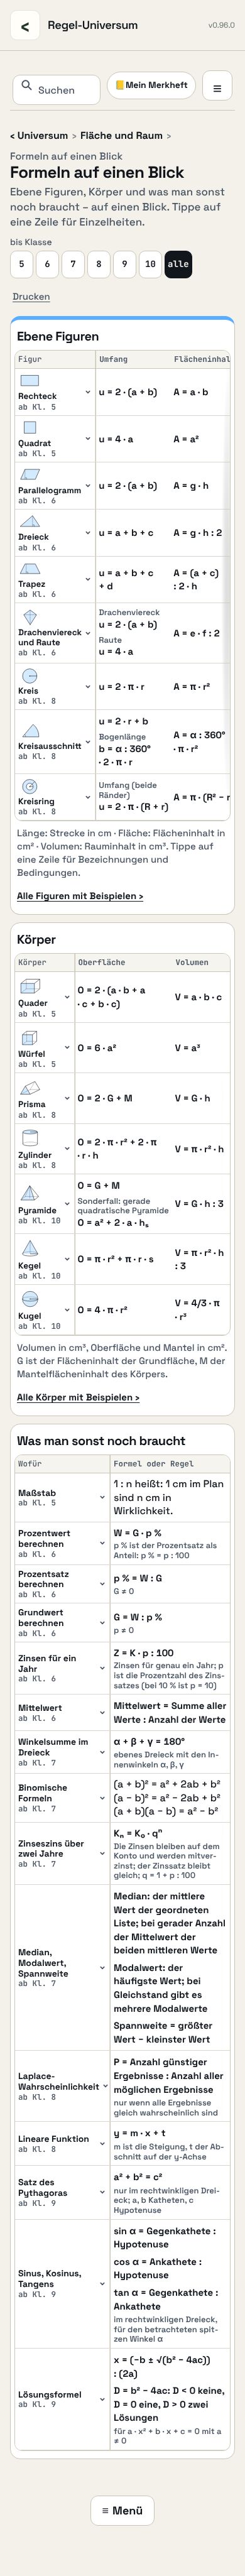 Regel-Universum
v0.96.0
Suchen
Mein Merkheft
≡
< Universum > Fläche und Raum >
Formeln auf einen Blick
Formeln auf einen Blick
Ebene Figuren, Körper und was man sonst
noch braucht – auf einen Blick. Tippe auf
eine Zeile für Einzelheiten.
bis Klasse
5 6 7 8 9 10 alle
Drucken
Ebene Figuren
Figur Umfang Flächeninhal
Rechteck
ab Kl. 5
u = 2 · (a + b) A = a · b
Quadrat
ab Kl. 5
u = 4 · a A = a²
Parallelogramm
ab Kl. 6
u = 2 · (a + b) A = g · h
Dreieck
ab Kl. 6
u = a + b + c A = g · h : 2
Trapez
ab Kl. 6
u = a + b + c
+ d
A = (a + c)
: 2 · h
Drachenviereck
und Raute
ab Kl. 6
Drachenviereck
u = 2 · (a + b)
Raute
u = 4 · a
A = e · f : 2
Kreis
ab Kl. 8
u = 2 · π · r A = π · r²
Kreisausschnitt
ab Kl. 8
u = 2 · r + b
Bogenlänge
b = α : 360°
· 2 · π · r
A = α : 360°
· π · r²
Kreisring
ab Kl. 8
Umfang (beide
Ränder)
u = 2 · π · (R + r)
A = π · (R² − r
Länge: Strecke in cm · Fläche: Flächeninhalt in
cm² · Volumen: Rauminhalt in cm³. Tippe auf
eine Zeile für Bezeichnungen und
Bedingungen.
Alle Figuren mit Beispielen >
Körper
Körper Oberfläche Volumen
Quader
ab Kl. 5
O = 2 · (a · b + a
· c + b · c)
V = a · b · c
Würfel
ab Kl. 5
O = 6 · a² V = a³
Prisma
ab Kl. 8
O = 2 · G + M V = G · h
Zylinder
ab Kl. 8
O = 2 · π · r² + 2 · π
· r · h
V = π · r² · h
Pyramide
ab Kl. 10
O = G + M
Sonderfall: gerade
quadratische Pyramide
O = a² + 2 · a · hₛ
V = G · h : 3
Kegel
ab Kl. 10
O = π · r² + π · r · s
V = π · r² · h
: 3
Kugel
ab Kl. 10
O = 4 · π · r²
V = 4/3 · π
· r³
Volumen in cm³, Oberfläche und Mantel in cm².
G ist der Flächeninhalt der Grundfläche, M der
Mantelflächeninhalt des Körpers.
Alle Körper mit Beispielen >
Was man sonst noch braucht
Wofür Formel oder Regel
Maßstab
ab Kl. 5
1 : n heißt: 1 cm im Plan
sind n cm in
Wirklichkeit.
Prozentwert
berechnen
ab Kl. 6
W = G · p %
p % ist der Prozentsatz als
Anteil: p % = p : 100
Prozentsatz
berechnen
ab Kl. 6
p % = W : G
G ≠ 0
Grundwert
berechnen
ab Kl. 6
G = W : p %
p ≠ 0
Zinsen für ein
Jahr
ab Kl. 6
Z = K · p : 100
Zinsen für genau ein Jahr; p
ist die Prozentzahl des Zins-
satzes (bei 10 % ist p = 10)
Mittelwert
ab Kl. 6
Mittelwert = Summe aller
Werte : Anzahl der Werte
Winkelsumme im
Dreieck
ab Kl. 7
α + β + γ = 180°
ebenes Dreieck mit den In-
nenwinkeln α, β, γ
Binomische
Formeln
ab Kl. 7
(a + b)² = a² + 2ab + b²
(a − b)² = a² − 2ab + b²
(a + b)(a − b) = a² − b²
Zinseszins über
zwei Jahre
ab Kl. 7
Kₙ = K₀ · qⁿ
Die Zinsen bleiben auf dem
Konto und werden mitver-
zinst; der Zinssatz bleibt
gleich; q = 1 + p : 100
Median,
Modalwert,
Spannweite
ab Kl. 7
Median: der mittlere
Wert der geordneten
Liste; bei gerader Anzahl
der Mittelwert der
beiden mittleren Werte
Modalwert: der
häufigste Wert; bei
Gleichstand gibt es
mehrere Modalwerte
Spannweite = größter
Wert − kleinster Wert
Laplace-
Wahrscheinlichkeit
ab Kl. 8
P = Anzahl günstiger
Ergebnisse : Anzahl aller
möglichen Ergebnisse
nur wenn alle Ergebnisse
gleich wahrscheinlich sind
Lineare Funktion
ab Kl. 8
y = m · x + t
m ist die Steigung, t der Ab-
schnitt auf der y-Achse
Satz des
Pythagoras
ab Kl. 9
a² + b² = c²
nur im rechtwinkligen Drei-
eck; a, b Katheten, c
Hypotenuse
Sinus, Kosinus,
Tangens
ab Kl. 9
sin α = Gegenkathete :
Hypotenuse
cos α = Ankathete :
Hypotenuse
tan α = Gegenkathete :
Ankathete
im rechtwinkligen Dreieck,
für den betrachteten spit-
zen Winkel α
Lösungsformel
ab Kl. 9
x = (−b ± √(b² − 4ac))
: (2a)
D = b² − 4ac: D < 0 keine,
D = 0 eine, D > 0 zwei
Lösungen
für a · x² + b · x + c = 0 mit a
≠ 0
≡ Menü